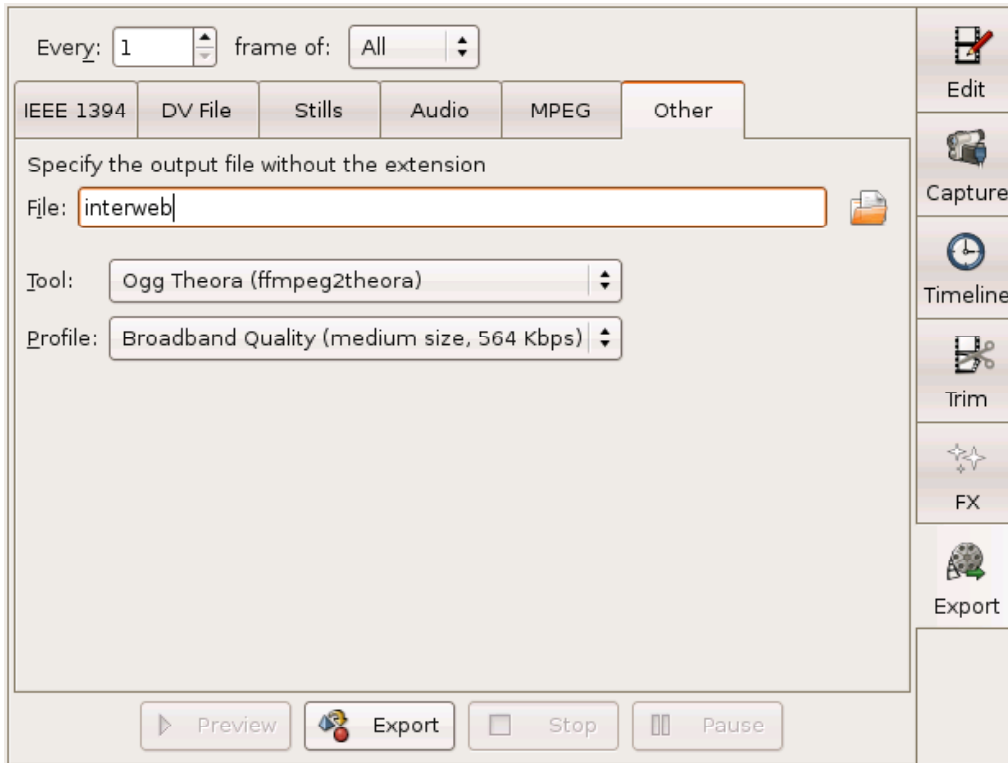 Every: 1 frame of: All
Edit
IEEE 1394 DV File Stills Audio MPEG Other
Specify the output file without the extension
File: interweb
Capture
Tool: Ogg Theora (ffmpeg2theora)
Timeline
Profile: Broadband Quality (medium size, 564 Kbps)
Trim
FX
Export
Preview Export Stop Pause